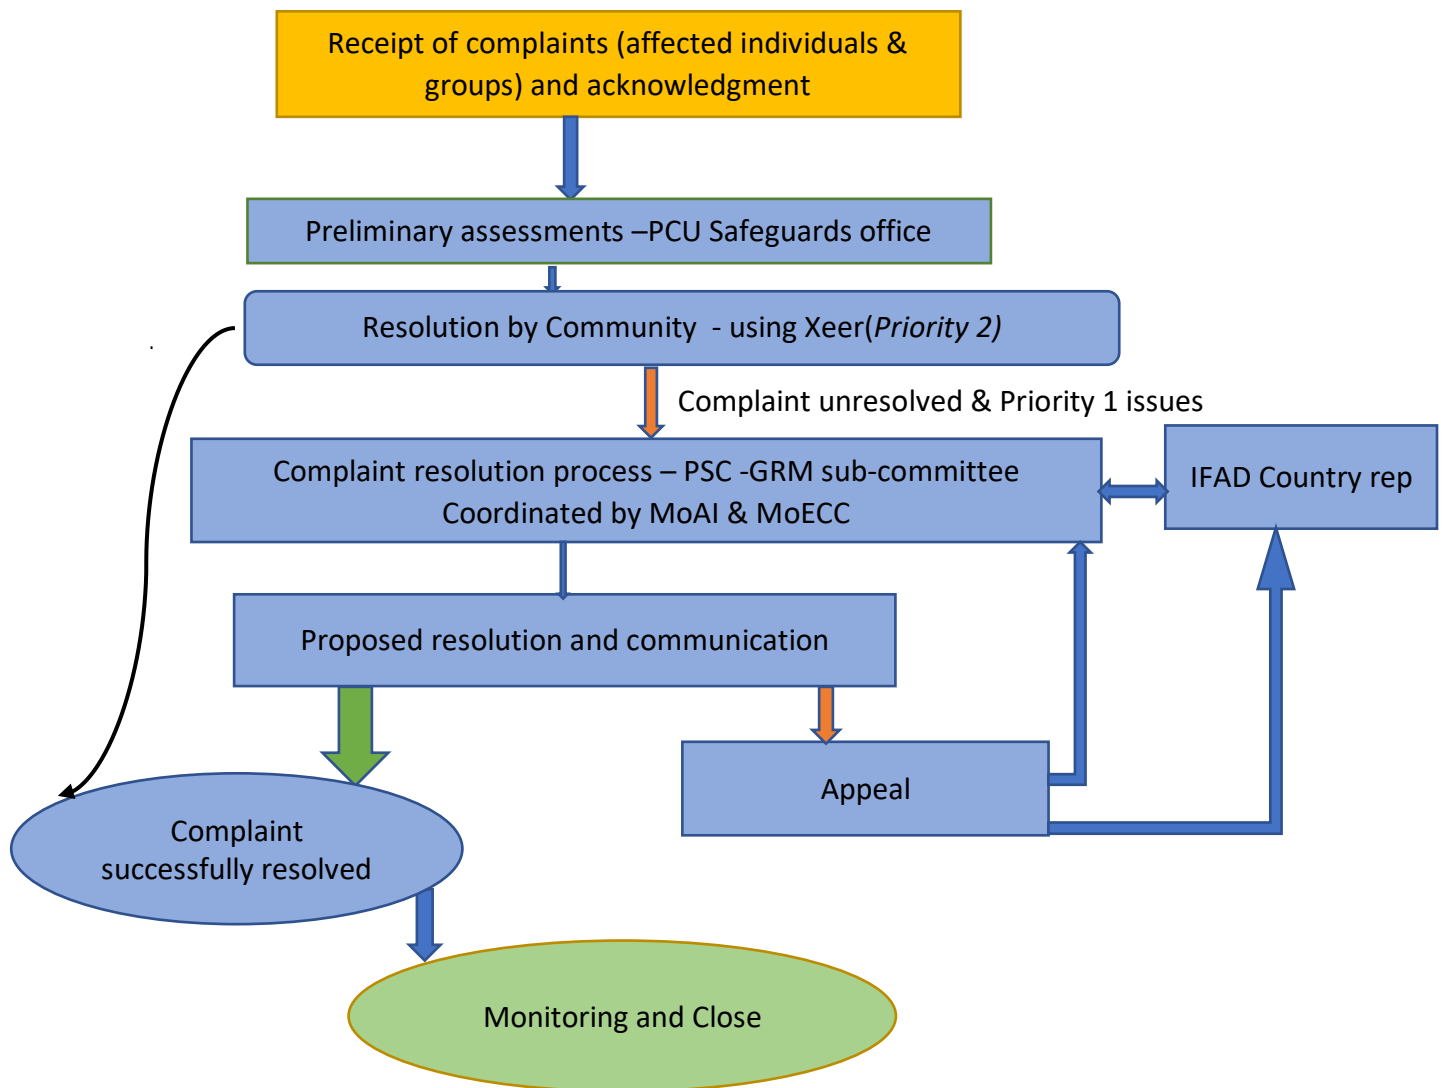 Receipt of complaints (affected individuals &
groups) and acknowledgment
Preliminary assessments –PCU Safeguards office
Resolution by Community - using Xeer(Priority 2)
Complaint unresolved & Priority 1 issues
Complaint resolution process – PSC -GRM sub-committee
Coordinated by MoAI & MoECC
IFAD Country rep
Proposed resolution and communication
Appeal
Complaint
successfully resolved
Monitoring and Close